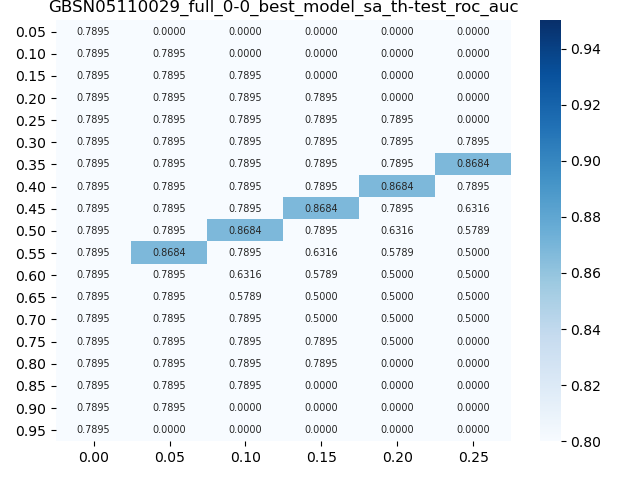 GBSN05110029_full_0-0_best_model_sa_th-test_roc_auc
0.05 0.7895 0.0000 0.0000 0.0000 0.0000 0.0000
0.10 0.7895 0.7895 0.0000 0.0000 0.0000 0.0000
0.15 0.7895 0.7895 0.7895 0.0000 0.0000 0.0000
0.20 0.7895 0.7895 0.7895 0.7895 0.0000 0.0000
0.25 0.7895 0.7895 0.7895 0.7895 0.7895 0.0000
0.30 0.7895 0.7895 0.7895 0.7895 0.7895 0.7895
0.35 0.7895 0.7895 0.7895 0.7895 0.7895 0.8684
0.40 0.7895 0.7895 0.7895 0.7895 0.8684 0.7895
0.45 0.7895 0.7895 0.7895 0.8684 0.7895 0.6316
0.50 0.7895 0.7895 0.8684 0.7895 0.6316 0.5789
0.55 0.7895 0.8684 0.7895 0.6316 0.5789 0.5000
0.60 0.7895 0.7895 0.6316 0.5789 0.5000 0.5000
0.65 0.7895 0.7895 0.5789 0.5000 0.5000 0.5000
0.70 0.7895 0.7895 0.7895 0.5000 0.5000 0.5000
0.75 0.7895 0.7895 0.7895 0.7895 0.5000 0.0000
0.80 0.7895 0.7895 0.7895 0.7895 0.0000 0.0000
0.85 0.7895 0.7895 0.7895 0.0000 0.0000 0.0000
0.90 0.7895 0.7895 0.0000 0.0000 0.0000 0.0000
0.95 0.7895 0.0000 0.0000 0.0000 0.0000 0.0000
0.00 0.05 0.10 0.15 0.20 0.25
0.94
0.92
0.90
0.88
0.86
0.84
0.82
0.80